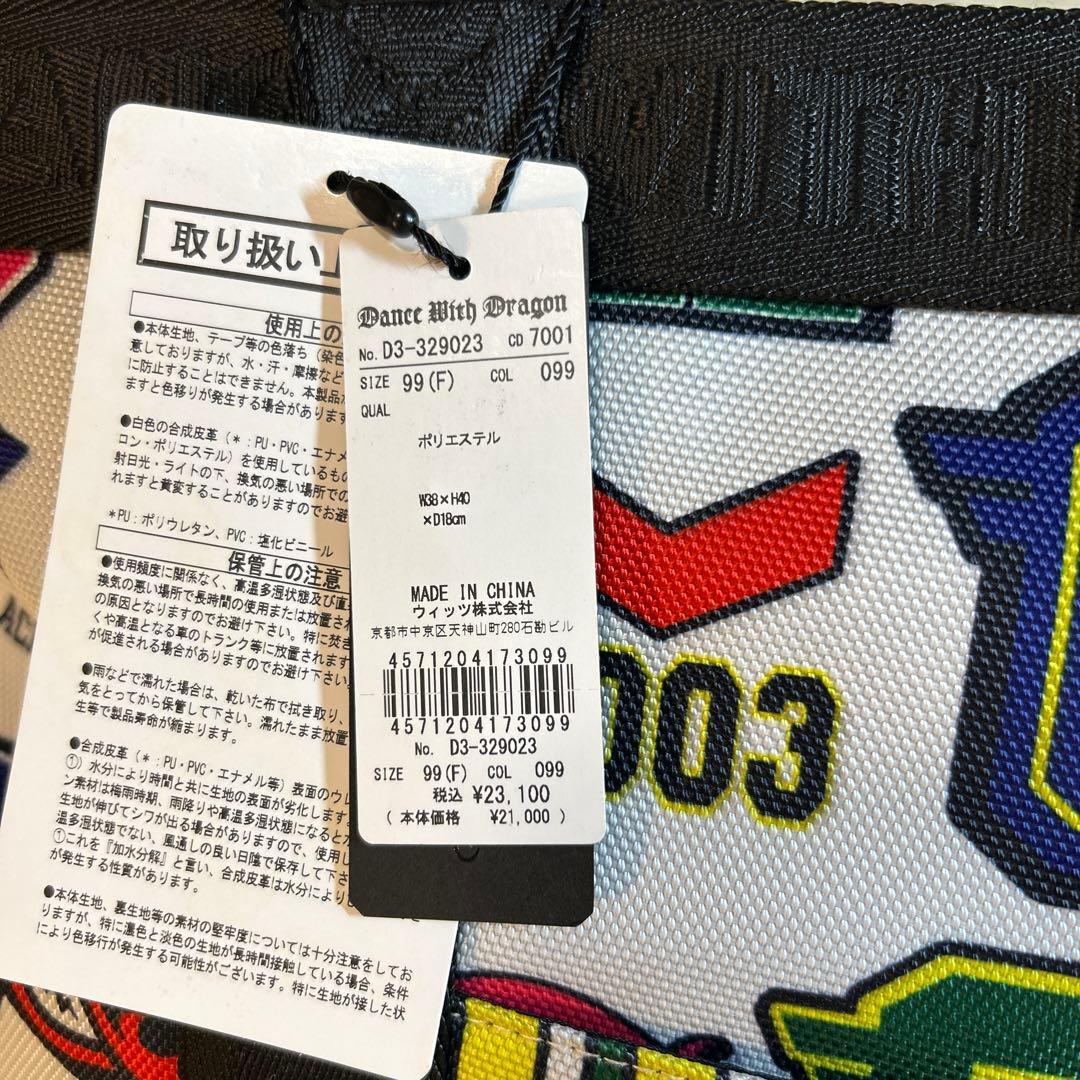 WITH
取り扱い上
使用上の
●本体生地、テープ等の色落ち（染色
意しておりますが、水・汗・摩擦など
に防止することはできません。本製品
ますと色移りが発生する場合があります
●白色の合成皮革（＊：PU・PVC・エナメ
ロン・ポリエステル）を使用しているもの
射日光・ライトの下、換気の悪い場所での
れますと黄変することがありますのでお避
＊PU：ポリウレタン、PVC：塩化ビニール
保管上の注意
●使用頻度に関係なく、高温多湿状態及び直
換気の悪い場所で長時間の使用または放置され
の原因となりますのでお避け下さい。特に炎き
くや高温となる車のトランク等に放置されます
が促進される場合がありますのでお避け下さい
●雨などで濡れた場合は、乾いた布で拭き取り、
気をとってから保管して下さい。濡れたまま放置
生等で製品寿命が縮まります。
●合成皮革（＊：PU・PVC・エナメル等）表面のウレ
①）水分により時間と共に生地の表面が劣化します
ン素材は梅雨時期、雨降りや高温多湿状態になるとか
生地が伸びてシワが出る場合がありますので、使用し
温多湿状態でない、風通しの良い日陰で保存して下さ
①これを『加水分解』と言い、合成皮革は水分により
が発生する性質があります。
●本体生地、裏生地等の素材の堅牢度については十分注意をしてお
りますが、特に濃色と淡色の生地が長時間接触している場合、条件
により色移行が発生する可能性がございます。特に生地が接した状
Dance With Dragon
No. D3-329023 CD 7001
SIZE 99(F) COL 099
QUAL
ポリエステル
W38×H40
×D18cm
MADE IN CHINA
ウィッツ株式会社
京都市中京区天神山町280石勘ビル
4571204173099
4571204173099
No. D3-329023
SIZE 99(F) COL 099
税込 ¥23,100
(本体価格 ¥21,000)
003
AC